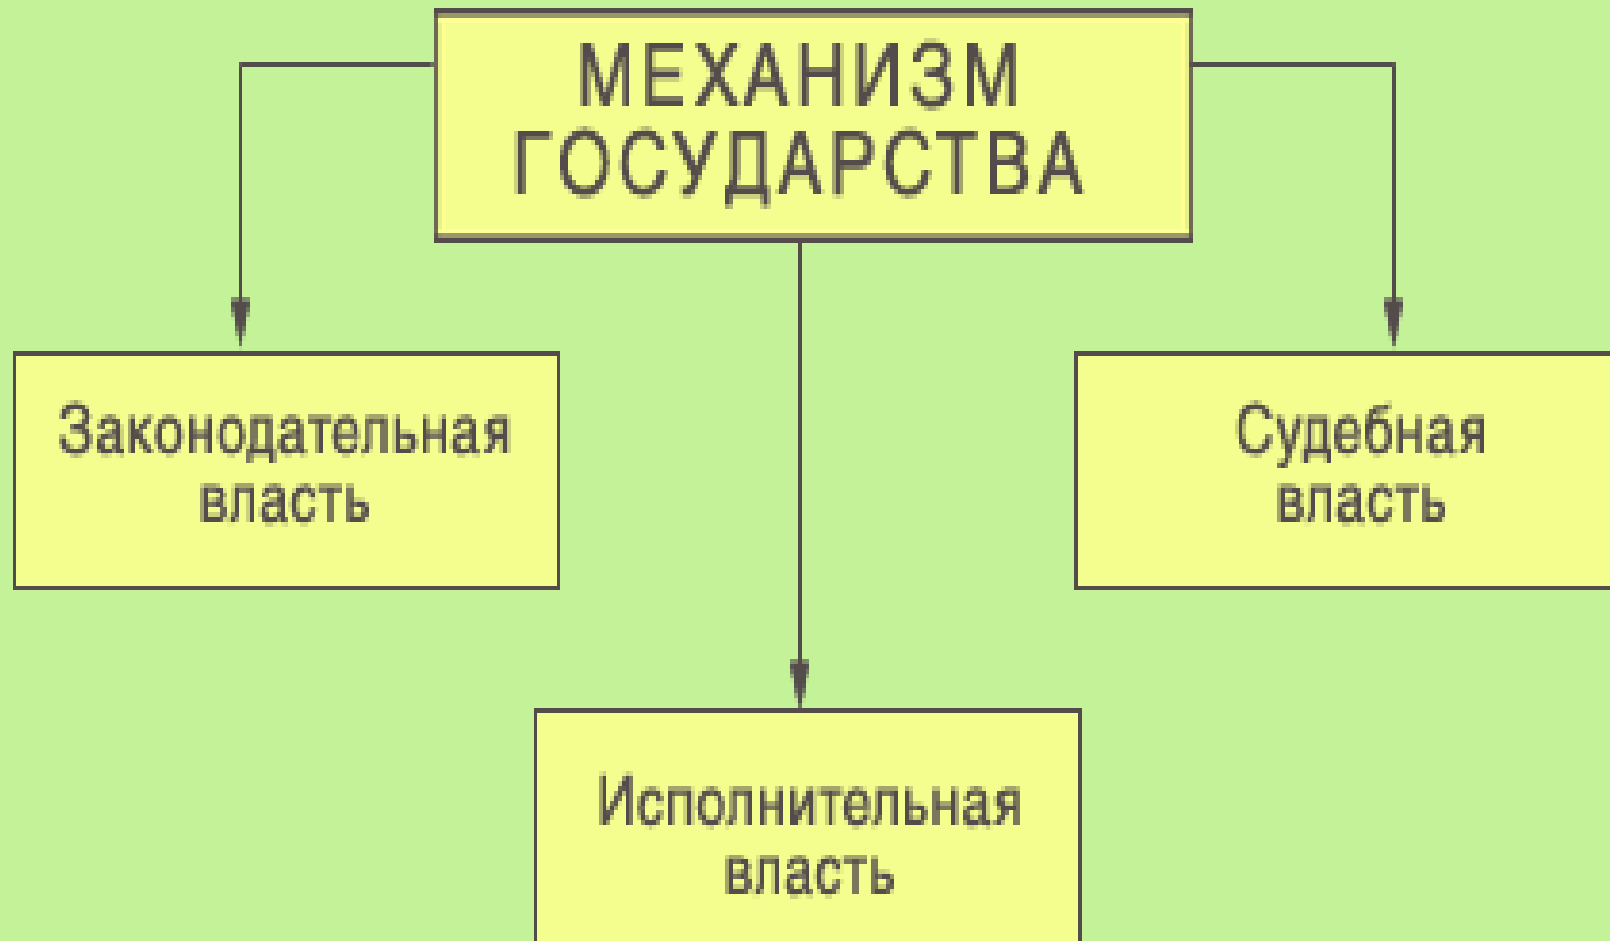 МЕХАНИЗМ
ГОСУДАРСТВА
Законодательная
власть
Судебная
власть
Исполнительная
власть